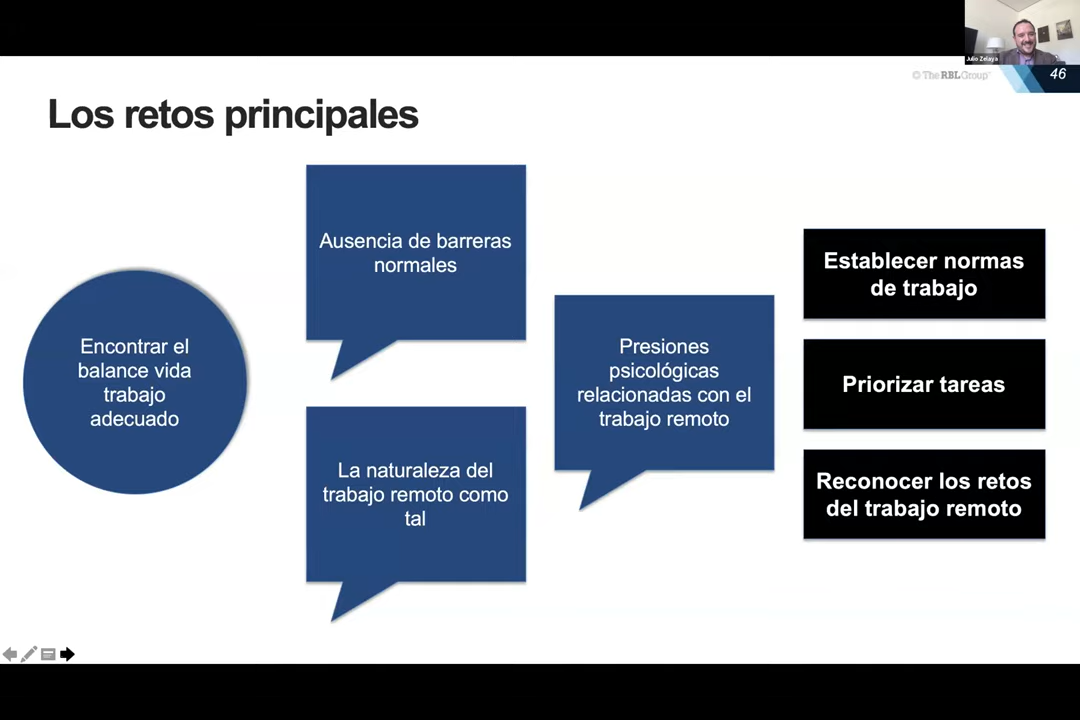 Julio Zelaya
© The RBL Group
46
Los retos principales
Ausencia de barreras
normales
Encontrar el
balance vida
trabajo
adecuado
La naturaleza del
trabajo remoto como
tal
Presiones
psicológicas
relacionadas con el
trabajo remoto
Establecer normas
de trabajo
Priorizar tareas
Reconocer los retos
del trabajo remoto